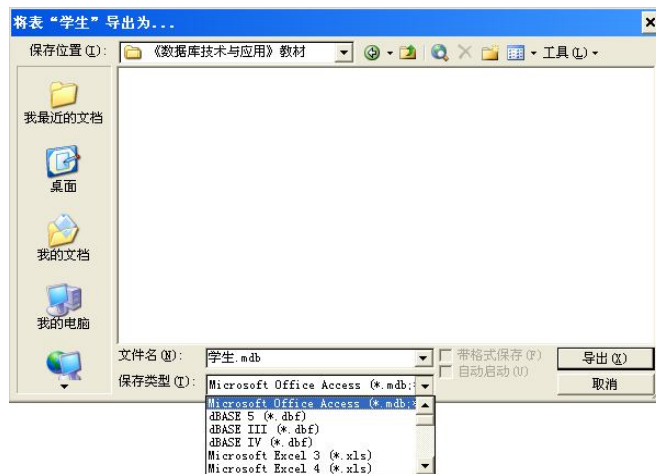 将表“学生”导出为...
保存位置(I): 《数据库技术与应用》教材 工具(L)
我最近的文档
桌面
我的文档
我的电脑
文件名(N): 学生.mdb 带格式保存(F) 导出(X)
保存类型(T): Microsoft Office Access (*.mdb; 自动启动(U) 取消
Microsoft Office Access (*.mdb;*
dBASE 5 (*.dbf)
dBASE III (*.dbf)
dBASE IV (*.dbf)
Microsoft Excel 3 (*.xls)
Microsoft Excel 4 (*.xls)